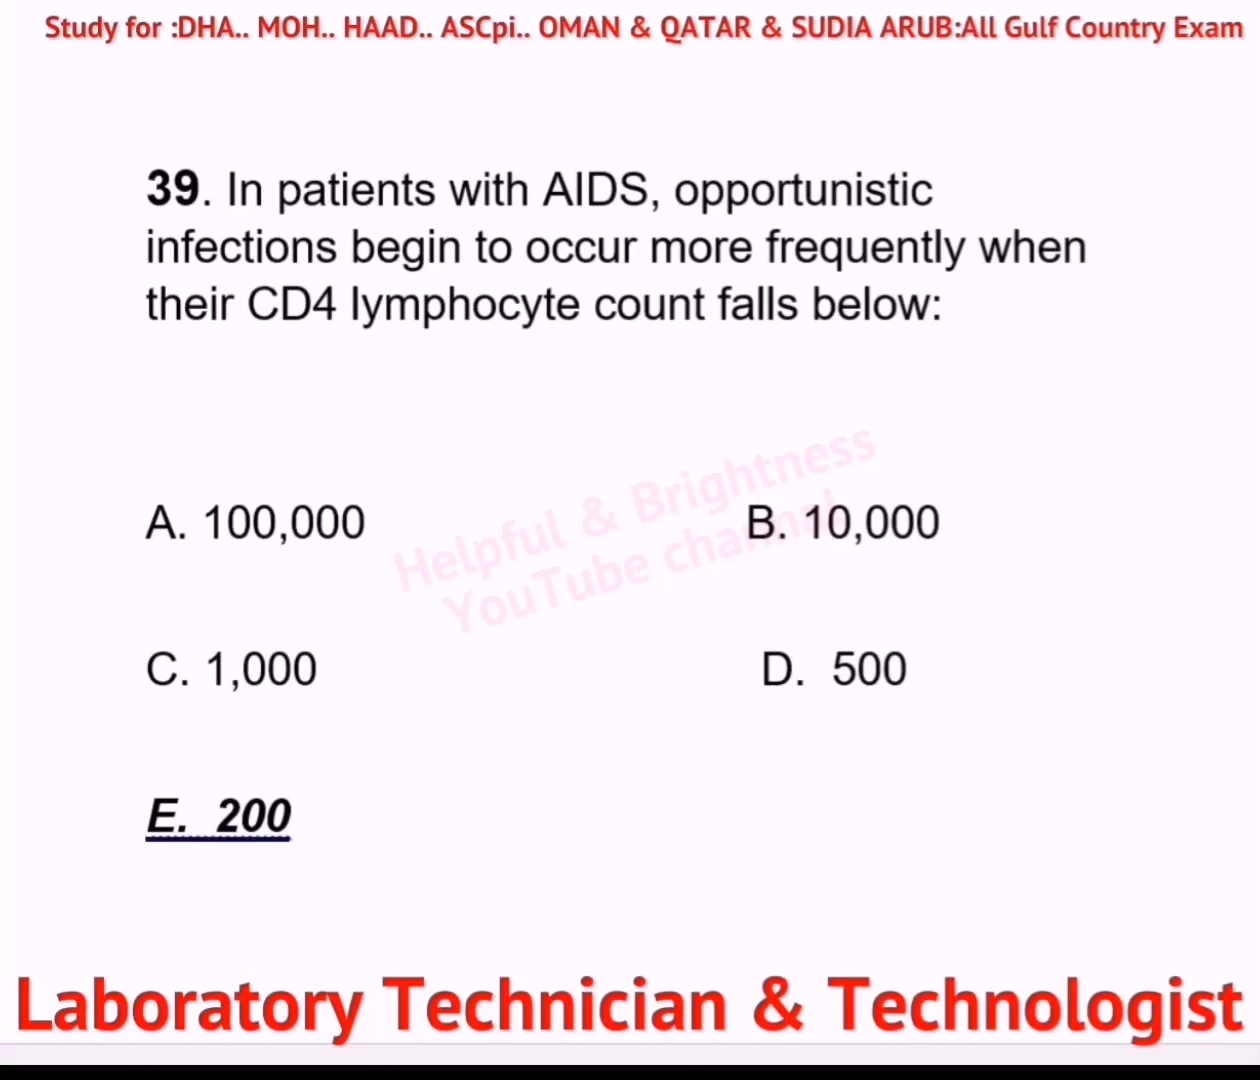 Study for :DHA.. MOH.. HAAD.. ASCpi.. OMAN & QATAR & SUDIA ARUB:All Gulf Country Exam
39. In patients with AIDS, opportunistic
infections begin to occur more frequently when
their CD4 lymphocyte count falls below:
Helpful & Brightness
YouTube channal
A. 100,000
B. 10,000
C. 1,000
D. 500
E. 200
Laboratory Technician & Technologist